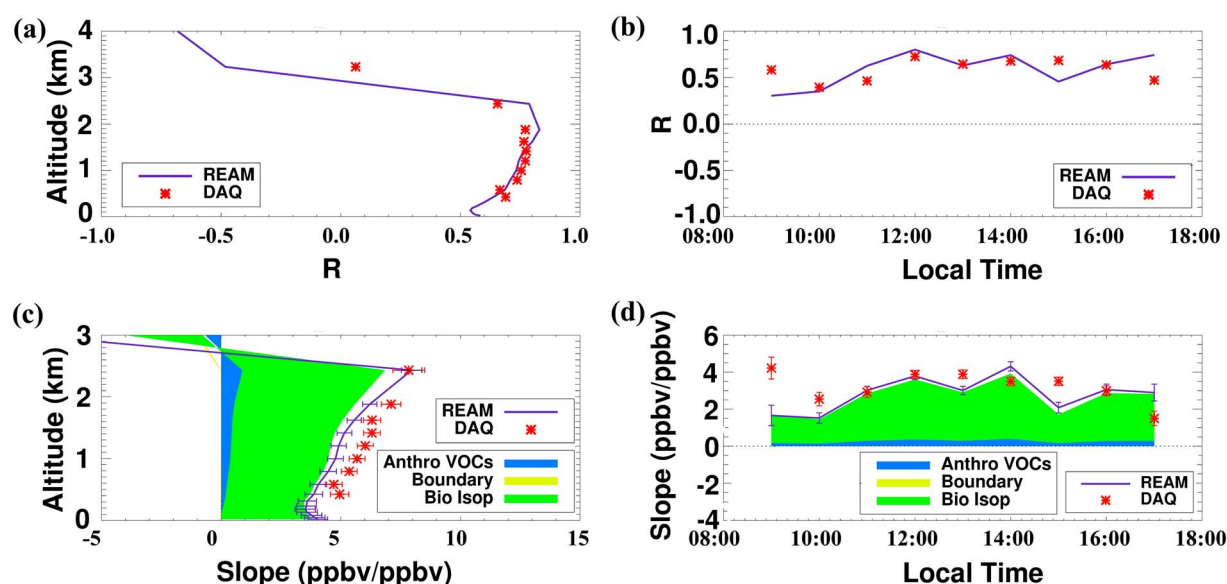 (a)
4
3
2
1
0
Altitude (km)
REAM
DAQ
-1.0 -0.5 0.0 0.5 1.0
R
(b)
1.0
0.5
0.0
-0.5
-1.0
R
REAM
DAQ
08:00 10:00 12:00 14:00 16:00 18:00
Local Time
(c)
3
2
1
0
Altitude (km)
REAM
DAQ
Anthro VOCs
Boundary
Bio Isop
-5 0 5 10 15
Slope (ppbv/ppbv)
(d)
6
4
2
0
-2
-4
Slope (ppbv/ppbv)
Anthro VOCs
Boundary
Bio Isop
REAM
DAQ
08:00 10:00 12:00 14:00 16:00 18:00
Local Time